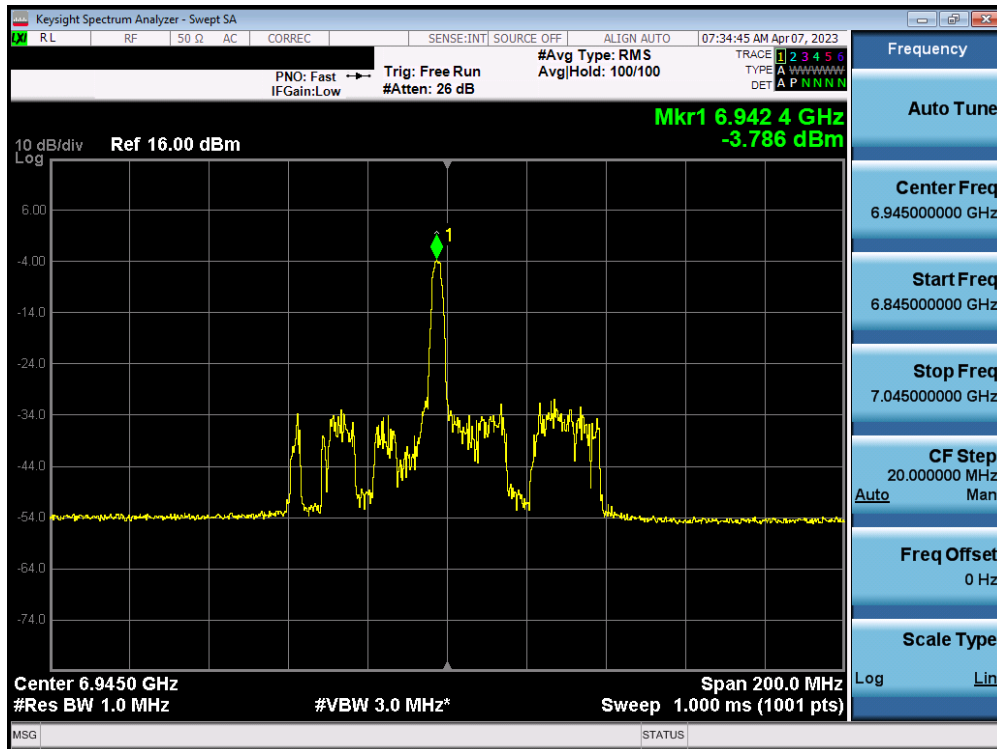 Keysight Spectrum Analyzer - Swept SA
LXI RL RF 50 Ω AC CORREC SENSE:INT SOURCE OFF ALIGN AUTO 07:34:45 AM Apr 07, 2023
PNO: Fast
IFGain:Low
Trig: Free Run
#Atten: 26 dB
#Avg Type: RMS
Avg|Hold: 100/100
TRACE 1 2 3 4 5 6
TYPE A WWWWW
DET A P N N N N
Mkr1 6.942 4 GHz
-3.786 dBm
10 dB/div Ref 16.00 dBm
Log
6.00
-4.00
-14.0
-24.0
-34.0
-44.0
-54.0
-64.0
-74.0
1
Center 6.9450 GHz Span 200.0 MHz
#Res BW 1.0 MHz #VBW 3.0 MHz* Sweep 1.000 ms (1001 pts)
MSG STATUS
Frequency
Auto Tune
Center Freq
6.945000000 GHz
Start Freq
6.845000000 GHz
Stop Freq
7.045000000 GHz
CF Step
20.000000 MHz
Auto Man
Freq Offset
0 Hz
Scale Type
Log Lin